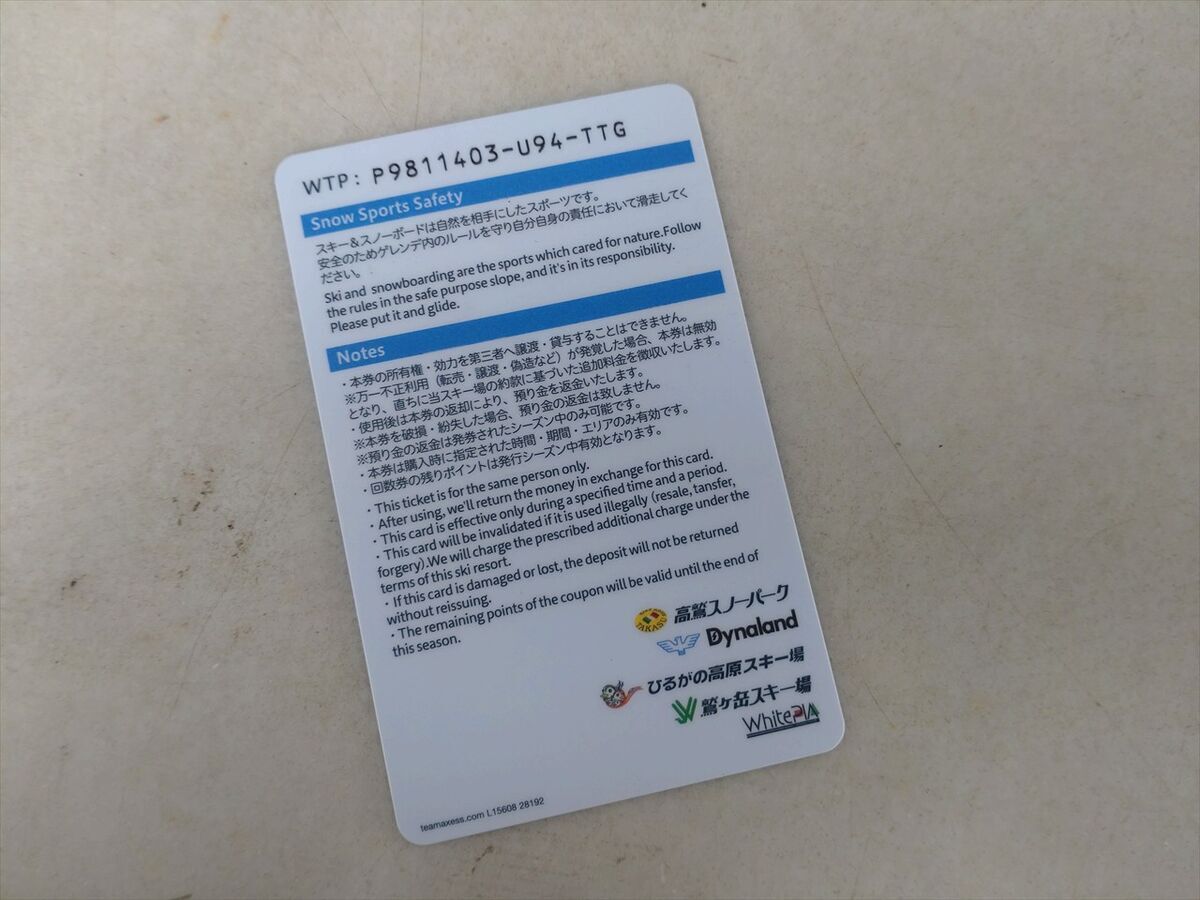 WTP: P9811403-U94-TTG
Snow Sports Safety
スキー＆スノーボードは自然を相手にしたスポーツです。
安全のためゲレンデ内のルールを守り自分自身の責任において滑走してく
ださい。
Ski and snowboarding are the sports which cared for nature.Follow
the rules in the safe purpose slope, and it's in its responsibility.
Please put it and glide.
Notes
・本券の所有権・効力を第三者へ譲渡・貸与することはできません。
※万一不正利用（転売・譲渡・偽造など）が発覚した場合、本券は無効
となり、直ちに当スキー場の約款に基づいた追加料金を徴収いたします。
・使用後は本券の返却により、預り金を返金いたします。
※本券を破損・紛失した場合、預り金の返金は致しません。
※預り金の返金は発券されたシーズン中のみ可能です。
・本券は購入時に指定された時間・期間・エリアのみ有効です。
・回数券の残りポイントは発行シーズン中有効となります。
・This ticket is for the same person only.
・After using, we'll return the money in exchange for this card.
・This card is effective only during a specified time and a period.
・This card will be invalidated if it is used illegally (resale, tansfer,
forgery).We will charge the prescribed additional charge under the
terms of this ski resort.
・If this card is damaged or lost, the deposit will not be returned
without reissuing.
・The remaining points of the coupon will be valid until the end of
this season.
TAKASU 高鷲スノーパーク
Dynaland
ひるがの高原スキー場
鷲ヶ岳スキー場
WhitePIA
teamaxess.com L15608 28192